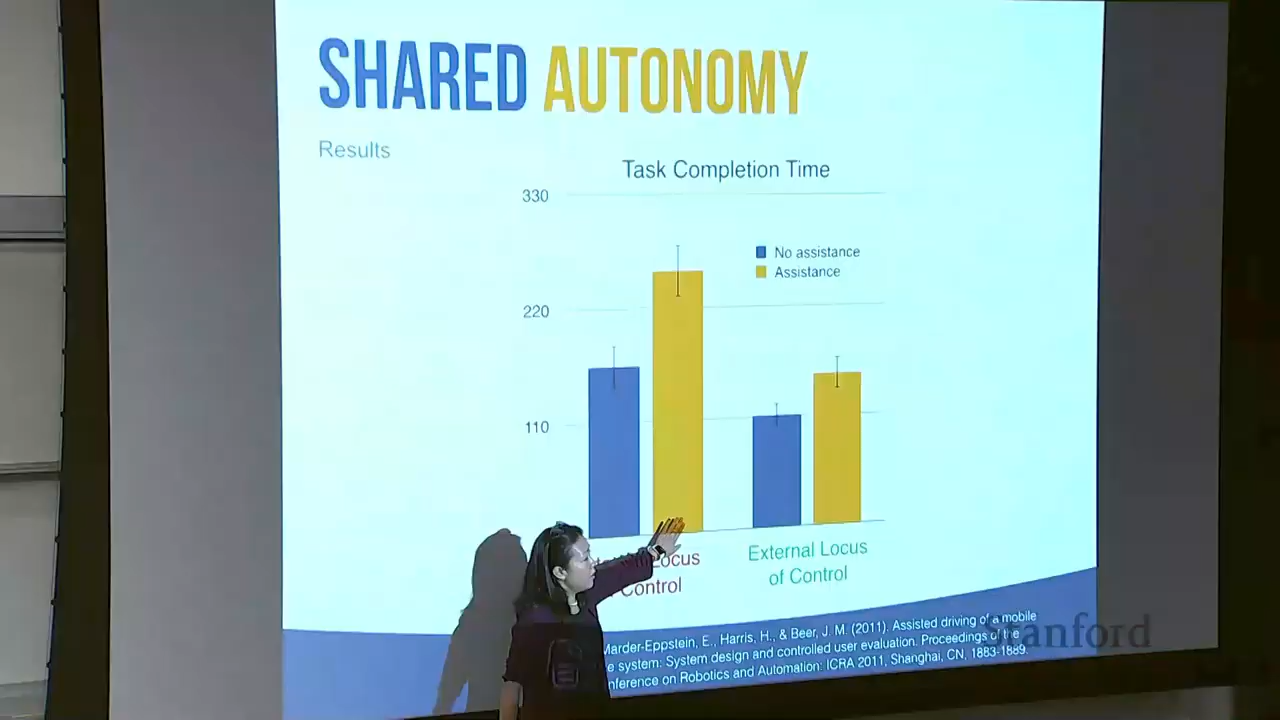 SHARED AUTONOMY
Results
Task Completion Time
330
No assistance
Assistance
220
110
Locus
Control
External Locus
of Control
Marder-Eppstein, E., Harris, H., & Beer, J. M. (2011). Assisted driving of a mobile
system: System design and controlled user evaluation. Proceedings of the
Conference on Robotics and Automation: ICRA 2011, Shanghai, CN, 1883-1889.
Stanford